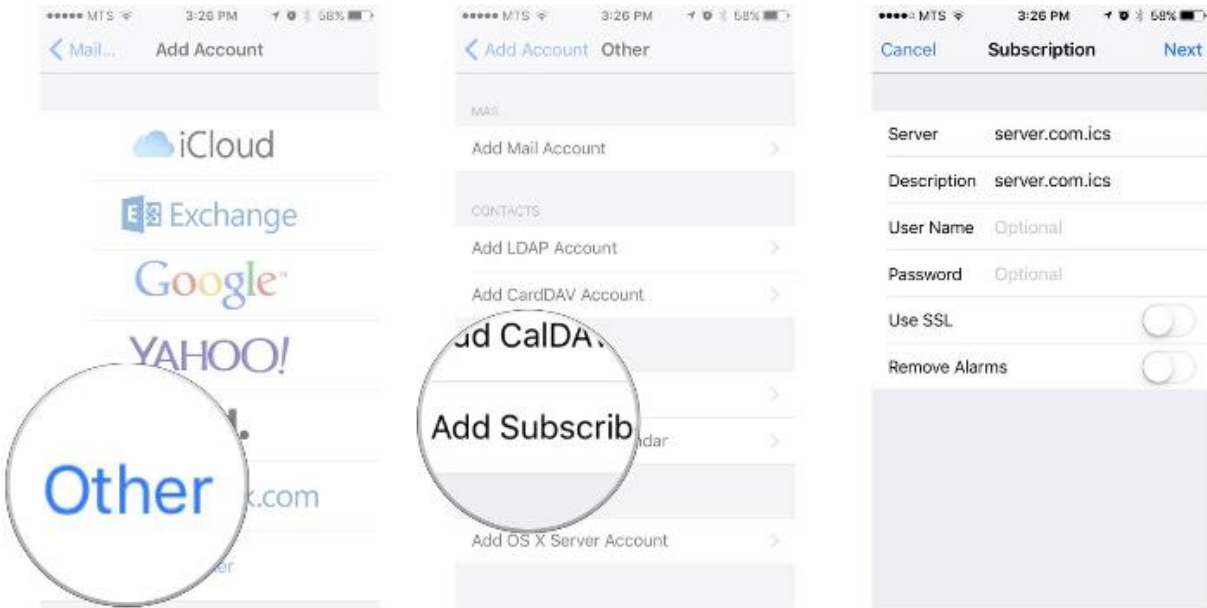 MTS 3:26 PM 58%
Mail... Add Account
iCloud
Exchange
Google™
YAHOO!
Other
.com
er
MTS 3:26 PM 58%
Add Account Other
MAIL
Add Mail Account
CONTACTS
Add LDAP Account
Add CardDAV Account
dd CalDAV
Add Subscrib
ndar
Add OS X Server Account
MTS 3:26 PM 58%
Cancel Subscription Next
Server server.com.ics
Description server.com.ics
User Name Optional
Password Optional
Use SSL
Remove Alarms